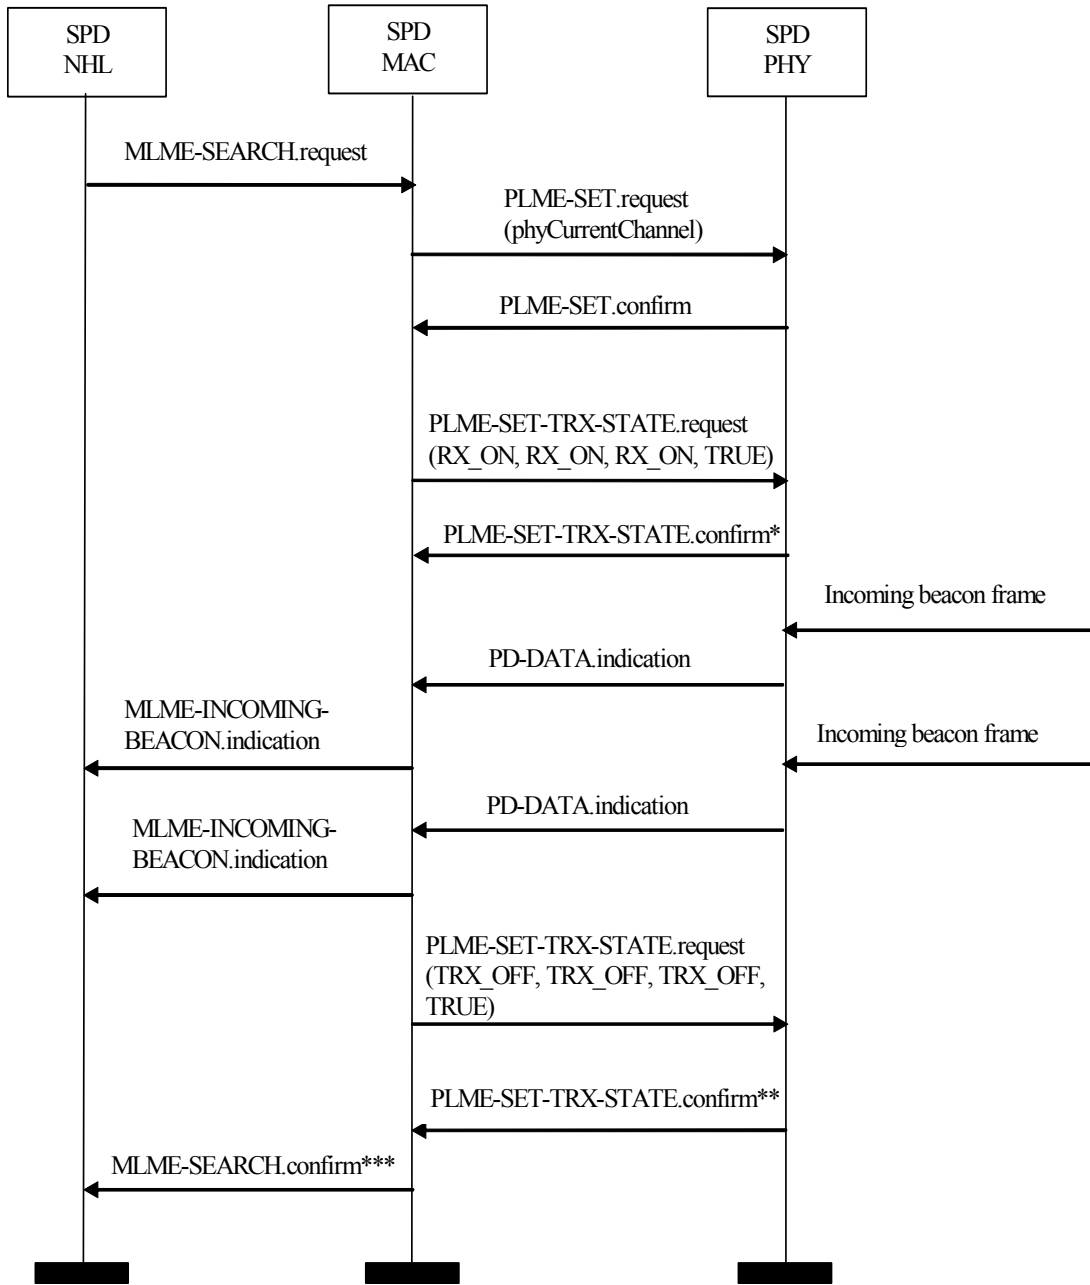 SPD
NHL
SPD
MAC
SPD
PHY
MLME-SEARCH.request
PLME-SET.request
(phyCurrentChannel)
PLME-SET.confirm
PLME-SET-TRX-STATE.request
(RX_ON, RX_ON, RX_ON, TRUE)
PLME-SET-TRX-STATE.confirm*
Incoming beacon frame
PD-DATA.indication
MLME-INCOMING-
BEACON.indication
Incoming beacon frame
PD-DATA.indication
MLME-INCOMING-
BEACON.indication
PLME-SET-TRX-STATE.request
(TRX_OFF, TRX_OFF, TRX_OFF,
TRUE)
PLME-SET-TRX-STATE.confirm**
MLME-SEARCH.confirm***